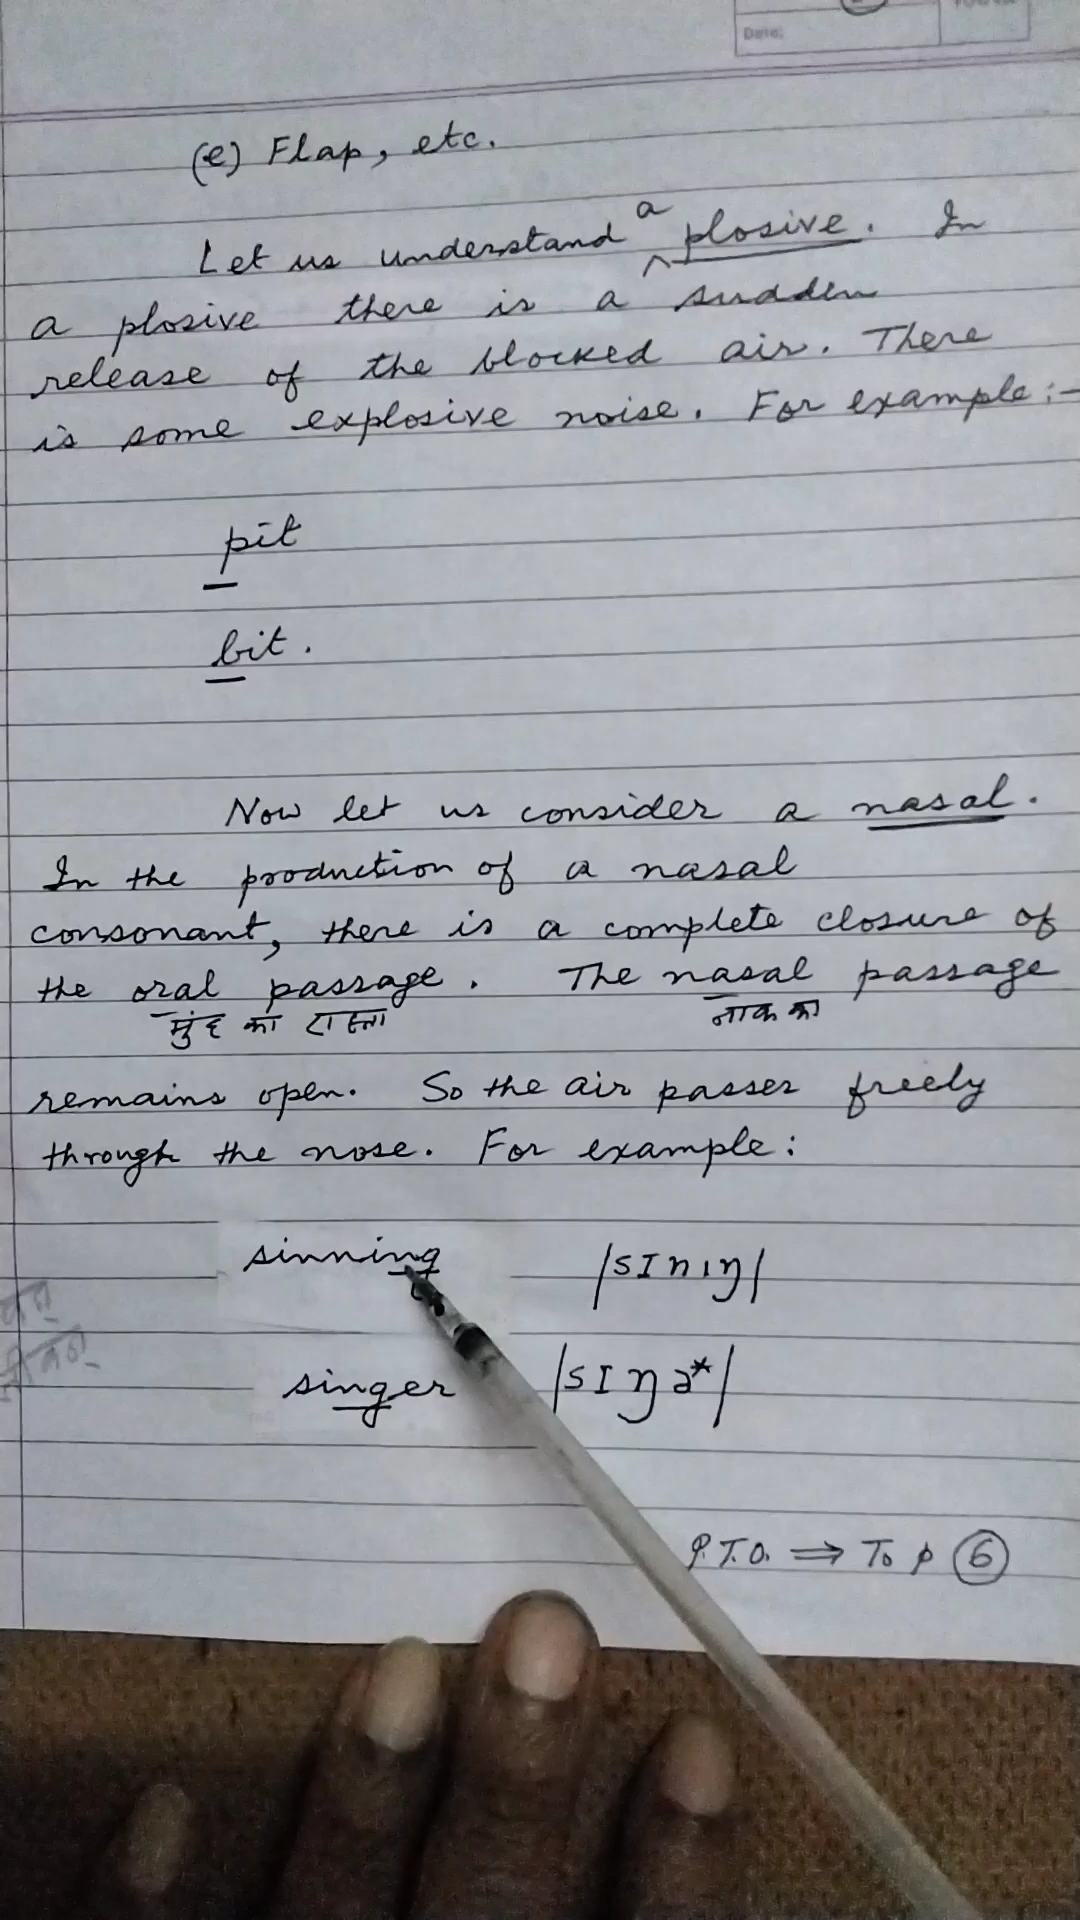 Date:
(e) Flap, etc.
Let us understand a plosive. In
a plosive there is a sudden
release of the blocked air. There
is some explosive noise. For example:-
pit
bit.
Now let us consider a nasal.
In the production of a nasal
consonant, there is a complete closure of
the oral passage. The nasal passage
मुंह का रास्ता नाक का
remains open. So the air passes freely
through the nose. For example:
sinning /sɪnɪŋ/
singer /sɪŋə*/
P.T.O. ⇒ To p 6